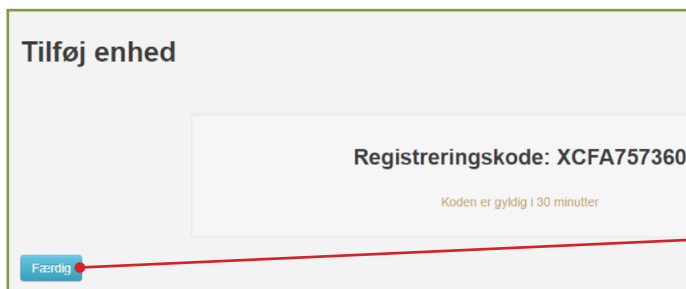 Tilføj enhed
Registreringskode: XCFA757360
Koden er gyldig i 30 minutter
Færdig